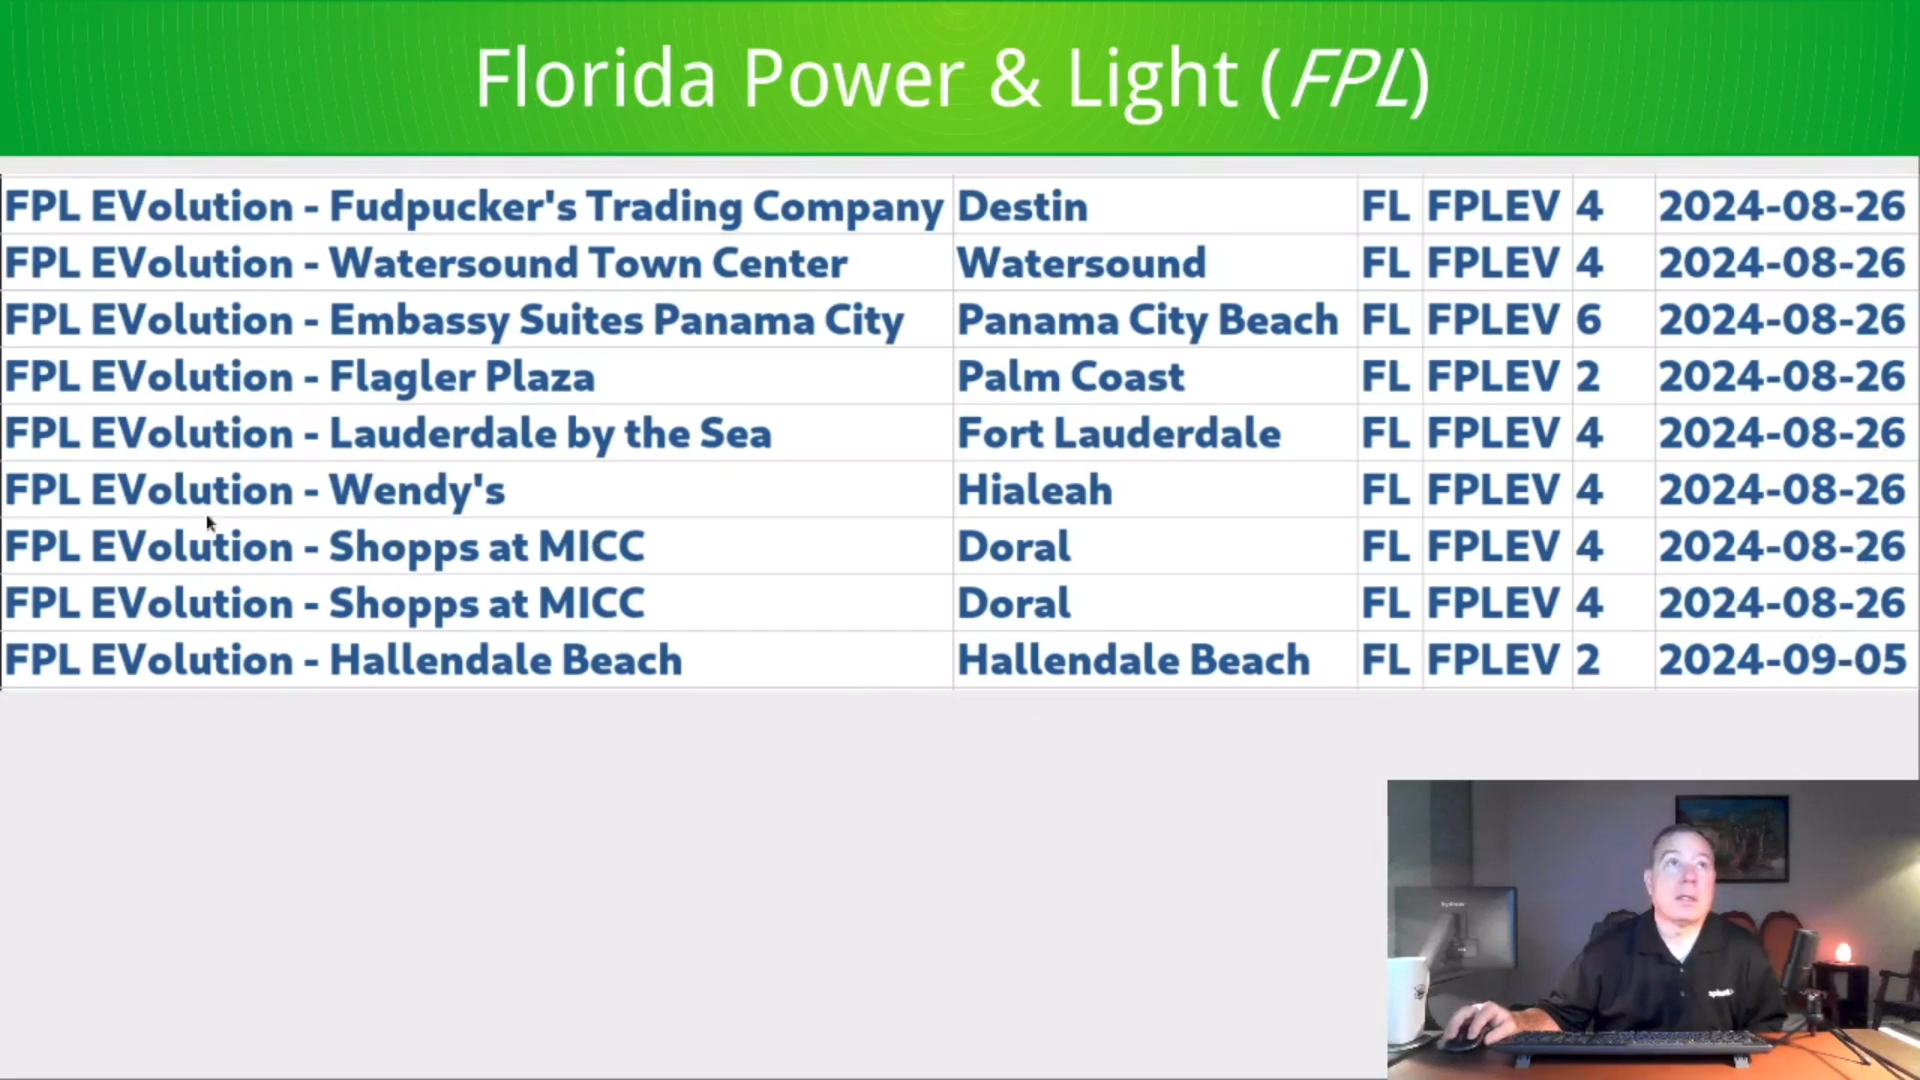 Florida Power & Light (FPL)
FPL EVolution - Fudpucker's Trading Company Destin FL FPLEV 4 2024-08-26
FPL EVolution - Watersound Town Center Watersound FL FPLEV 4 2024-08-26
FPL EVolution - Embassy Suites Panama City Panama City Beach FL FPLEV 6 2024-08-26
FPL EVolution - Flagler Plaza Palm Coast FL FPLEV 2 2024-08-26
FPL EVolution - Lauderdale by the Sea Fort Lauderdale FL FPLEV 4 2024-08-26
FPL EVolution - Wendy's Hialeah FL FPLEV 4 2024-08-26
FPL EVolution - Shopps at MICC Doral FL FPLEV 4 2024-08-26
FPL EVolution - Shopps at MICC Doral FL FPLEV 4 2024-08-26
FPL EVolution - Hallendale Beach Hallendale Beach FL FPLEV 2 2024-09-05